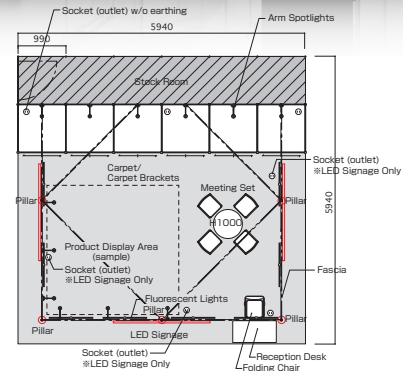 Socket (outlet) w/o earthing
5940
Arm Spotlights
990
Stock Room
Carpet/
Carpet Brackets
Socket (outlet)
※LED Signage Only
5940
Meeting Set
Pillar
Pillar
H1000
Product Display Area
(sample)
Socket (outlet)
※LED Signage Only
Fascia
Fluorescent Lights
Pillar
Pillar
Pillar
LED Signage
Socket (outlet)
※LED Signage Only
Reception Desk
Folding Chair